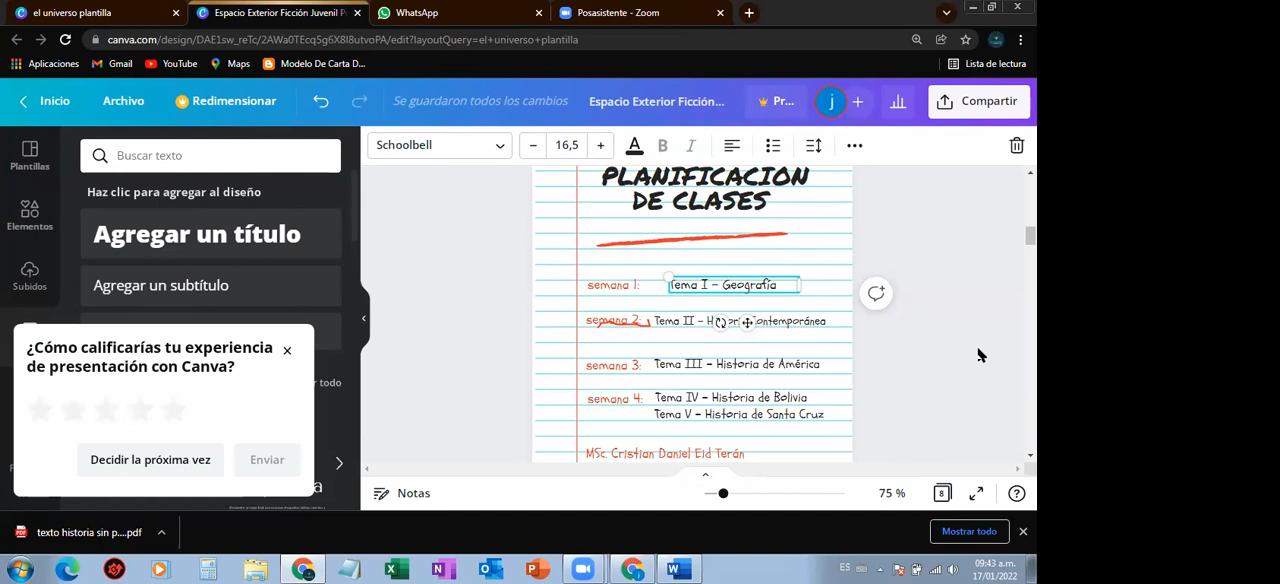 el universo plantilla
Espacio Exterior Ficción Juvenil P
WhatsApp
Posasistente - Zoom
canva.com/design/DAE1sw_reTc/2AWa0TEcq5g6X8I8utvoPA/edit?layoutQuery=el+universo+plantilla
Aplicaciones
Gmail
YouTube
Maps
Modelo De Carta D...
Lista de lectura
Inicio
Archivo
Redimensionar
Se guardaron todos los cambios
Espacio Exterior Ficción...
Pr...
j
Compartir
Plantillas
Elementos
Subidos
Buscar texto
Haz clic para agregar al diseño
Agregar un título
Agregar un subtítulo
¿Cómo calificarías tu experiencia
de presentación con Canva?
Decidir la próxima vez
Enviar
r todo
Schoolbell
16,5
A
B
I
PLANIFICACION
DE CLASES
semana 1: Tema I - Geografía
semana 2: Tema II - Contemporánea
semana 3: Tema III - Historia de América
semana 4: Tema IV - Historia de Bolivia
Tema V - Historia de Santa Cruz
MSc. Cristian Daniel Eid Terán
Notas
75 %
8
texto historia sin p....pdf
Mostrar todo
ES
09:43 a.m.
17/01/2022